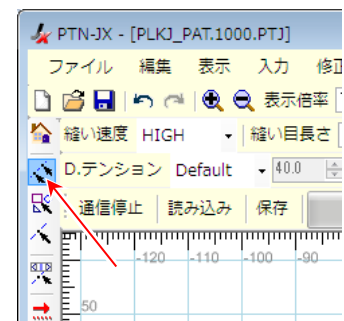 PTN-JX - [PLKJ_PAT.1000.PTJ]
ファイル 編集 表示 入力 修正
表示倍率
縫い速度 HIGH 縫い目長さ
D.テンション Default 40.0
通信停止 読み込み 保存
-120 -110 -100 -90
50